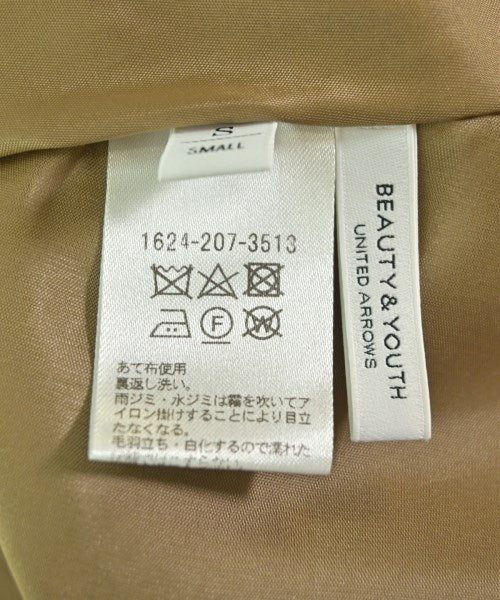 S
SMALL
1624-207-3513
F
W
あて布使用
裏返し洗い。
雨ジミ・水ジミは霧を吹いてア
イロン掛けすることにより目立
たなくなる。
毛羽立ち・白化するので濡れた
BEAUTY & YOUTH
UNITED ARROWS